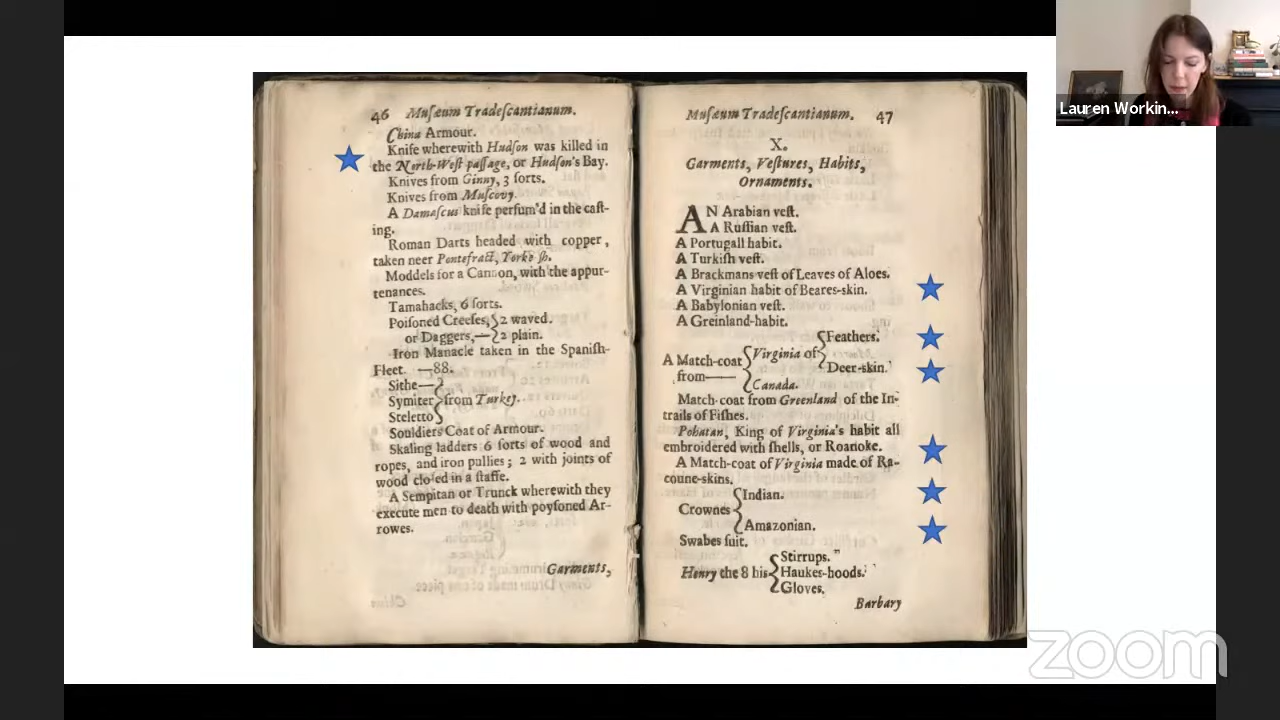 46 Muſæum Tradeſcantianum.
China Armour.
Knife wherewith Hudſon was killed in
the North-Weſt paſſage, or Hudſon's Bay.
Knives from Ginny, 3 ſorts.
Knives from Muſcovy.
A Damaſcus knife perfum'd in the caſt-
ing.
Roman Darts headed with copper,
taken neer Pontefract, Yorke ſh.
Moddels for a Cannon, with the appur-
tenances.
Tamahacks, 6 ſorts.
Poiſoned Creeſes, 2 waved.
or Daggers,— 2 plain.
Iron Manacle taken in the Spaniſh-
Fleet. —88.
Sithe—
Symiter from Turkey.
Steletto
Souldiers Coat of Armour.
Skaling ladders 6 ſorts of wood and
ropes, and iron pullies; 2 with joints of
wood cloſed in a ſtaffe.
A Sempitan or Trunck wherewith they
execute men to death with poyſoned Ar-
rowes.
Garments,
Muſæum Tradeſcantianum. 47
X.
Garments, Veſtures, Habits,
Ornaments.
AN Arabian veſt.
A Ruſſian veſt.
A Portugall habit.
A Turkiſh veſt.
A Brackmans veſt of Leaves of Aloes.
A Virginian habit of Beares-skin.
A Babylonian veſt.
A Greinland-habit.
Feathers.
A Match-coat Virginia of
Deer-skin.
from——
Canada.
Match-coat from Greenland of the In-
trails of Fiſhes.
Pohatan, King of Virginia's habit all
embroidered with ſhells, or Roanoke.
A Match-coat of Virginia made of Ra-
coune-skins.
Indian.
Crownes
Amazonian.
Swabes ſuit.
Stirrups.
Henry the 8 his Haukes-hoods.
Gloves.
Barbary
Lauren Workin...
zoom